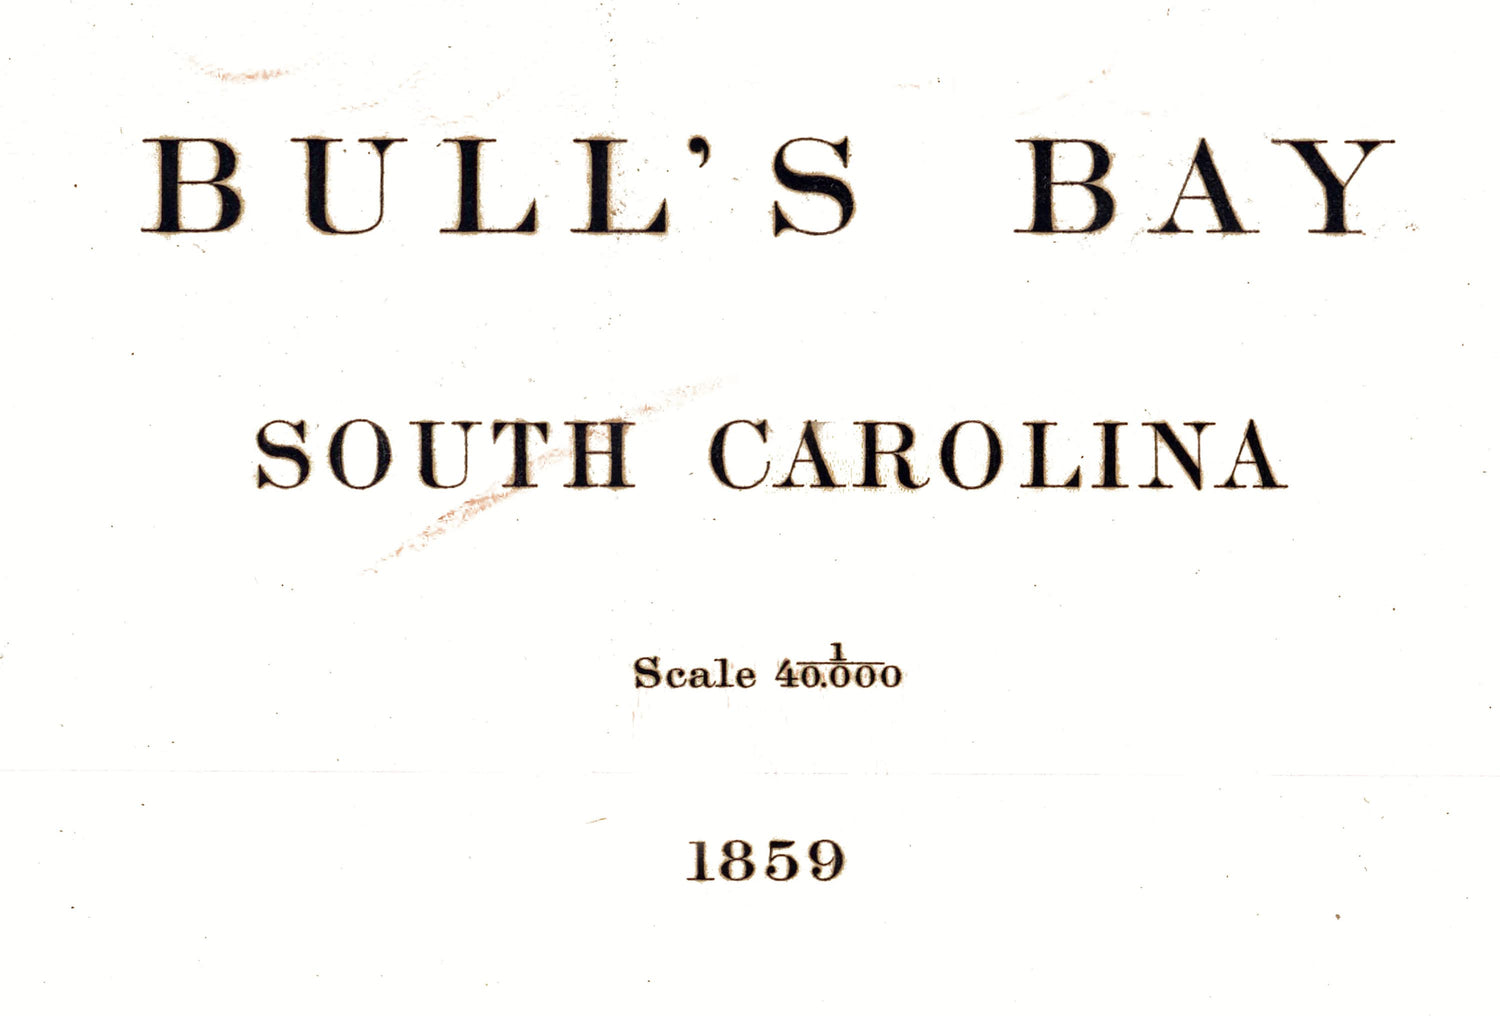 BULL'S BAY
SOUTH CAROLINA
Scale 1/40.000
1859